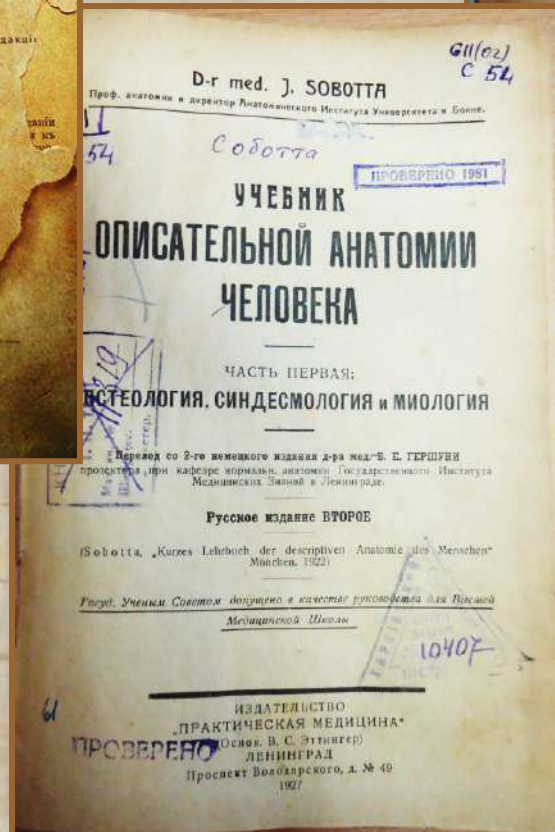 611(02)
С 54
D-r med. J. SOBOTTA
Проф. анатомии и директор Анатомического Института Университета в Бонне.
54
Соботта
ПРОВЕРЕНО 1981
УЧЕБНИК
ОПИСАТЕЛЬНОЙ АНАТОМИИ
ЧЕЛОВЕКА
ЧАСТЬ ПЕРВАЯ:
ОСТЕОЛОГИЯ, СИНДЕСМОЛОГИЯ и МИОЛОГИЯ
Перевод со 2-го немецкого издания д-ра мед. Б. Е. ГЕРШУНИ
прозектора при кафедре нормальн. анатомии Государственного Института
Медицинских Знаний в Ленинграде.
Русское издание ВТОРОЕ
(Sobotta, „Kurzes Lehrbuch der descriptiven Anatomie des Menschen“
München. 1922)
Госуд. Ученым Советом допущено в качестве руководства для Высшей
Медицинской Школы
10407
61
ИЗДАТЕЛЬСТВО
„ПРАКТИЧЕСКАЯ МЕДИЦИНА“
(Основ. В. С. Эттингер)
ПРОВЕРЕНО
ЛЕНИНГРАД
Проспект Володарского, д. № 49
1927